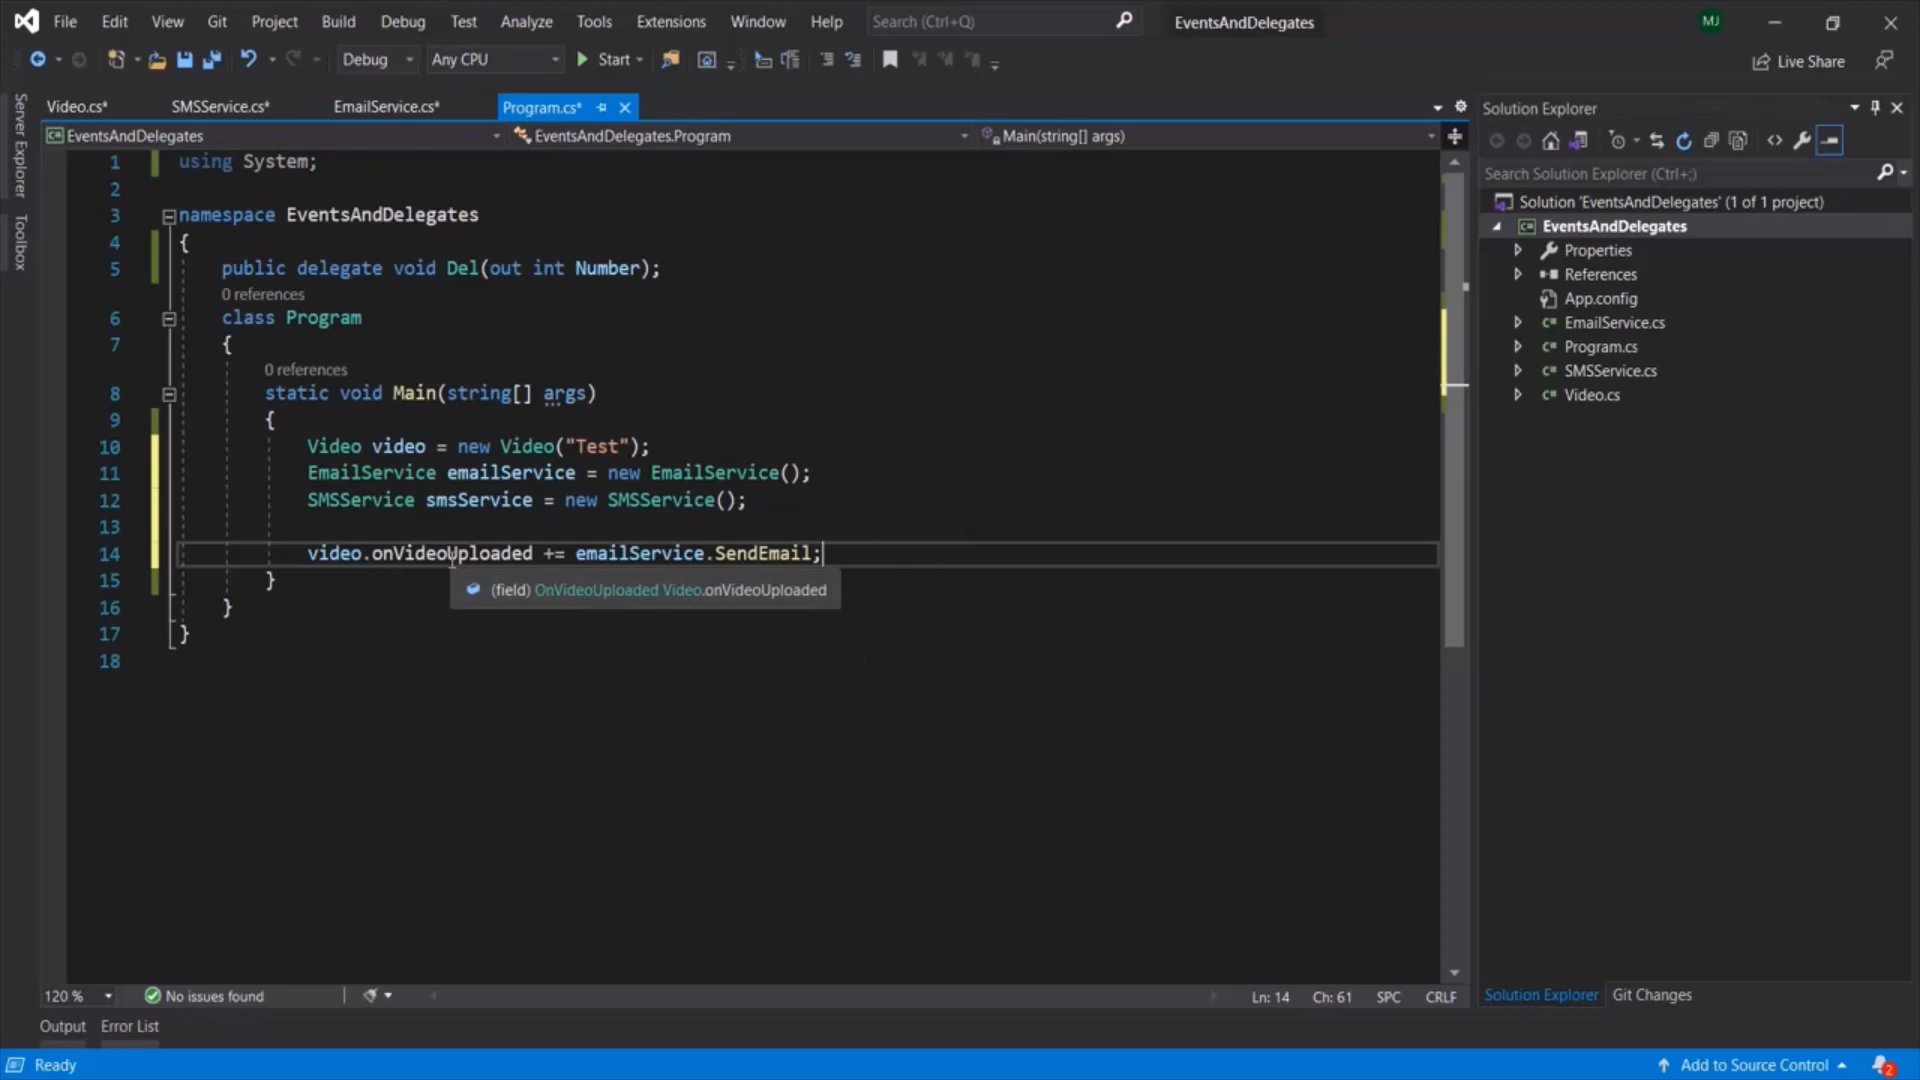 File Edit View Git Project Build Debug Test Analyze Tools Extensions Window Help Search (Ctrl+Q) EventsAndDelegates MJ
Debug Any CPU Start Live Share
Server Explorer
Toolbox
Video.cs* SMSService.cs* EmailService.cs* Program.cs*
EventsAndDelegates EventsAndDelegates.Program Main(string[] args)
1 using System;
2
3 namespace EventsAndDelegates
4 {
5 public delegate void Del(out int Number);
0 references
6 class Program
7 {
0 references
8 static void Main(string[] args)
9 {
10 Video video = new Video("Test");
11 EmailService emailService = new EmailService();
12 SMSService smsService = new SMSService();
13
14 video.onVideoUploaded += emailService.SendEmail;
(field) OnVideoUploaded Video.onVideoUploaded
15 }
16 }
17 }
18
120 % No issues found Ln: 14 Ch: 61 SPC CRLF
Output Error List
Solution Explorer
Search Solution Explorer (Ctrl+;)
Solution 'EventsAndDelegates' (1 of 1 project)
EventsAndDelegates
Properties
References
App.config
C# EmailService.cs
C# Program.cs
C# SMSService.cs
C# Video.cs
Solution Explorer Git Changes
Ready Add to Source Control 2